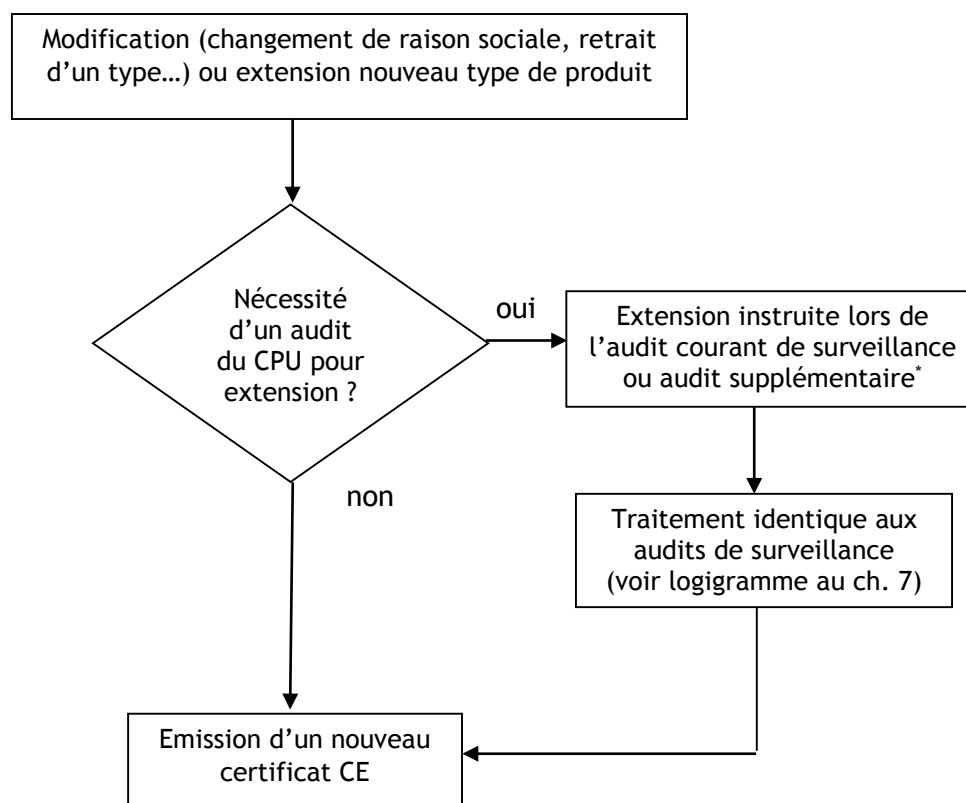 Modification (changement de raison sociale, retrait
d’un type…) ou extension nouveau type de produit
Nécessité
d’un audit
du CPU pour
extension ?
oui
Extension instruite lors de
l’audit courant de surveillance
ou audit supplémentaire*
non
Traitement identique aux
audits de surveillance
(voir logigramme au ch. 7)
Emission d’un nouveau
certificat CE